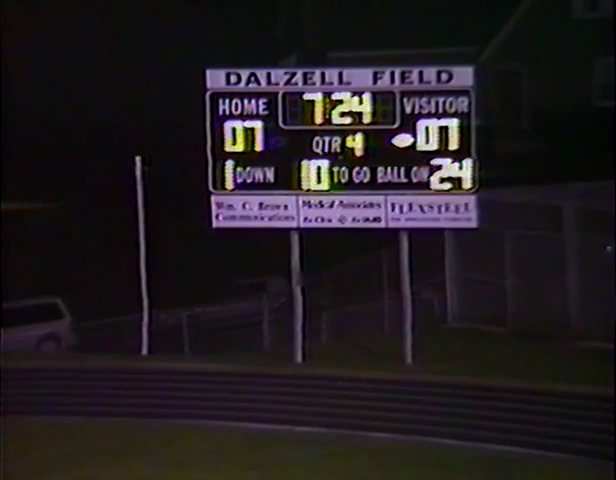 DALZELL FIELD
HOME 7:24 VISITOR
07 QTR 4 07
1 DOWN 10 TO GO BALL ON 24
Wm. C. Brown Medical Associates FLEXSTEEL
Communications